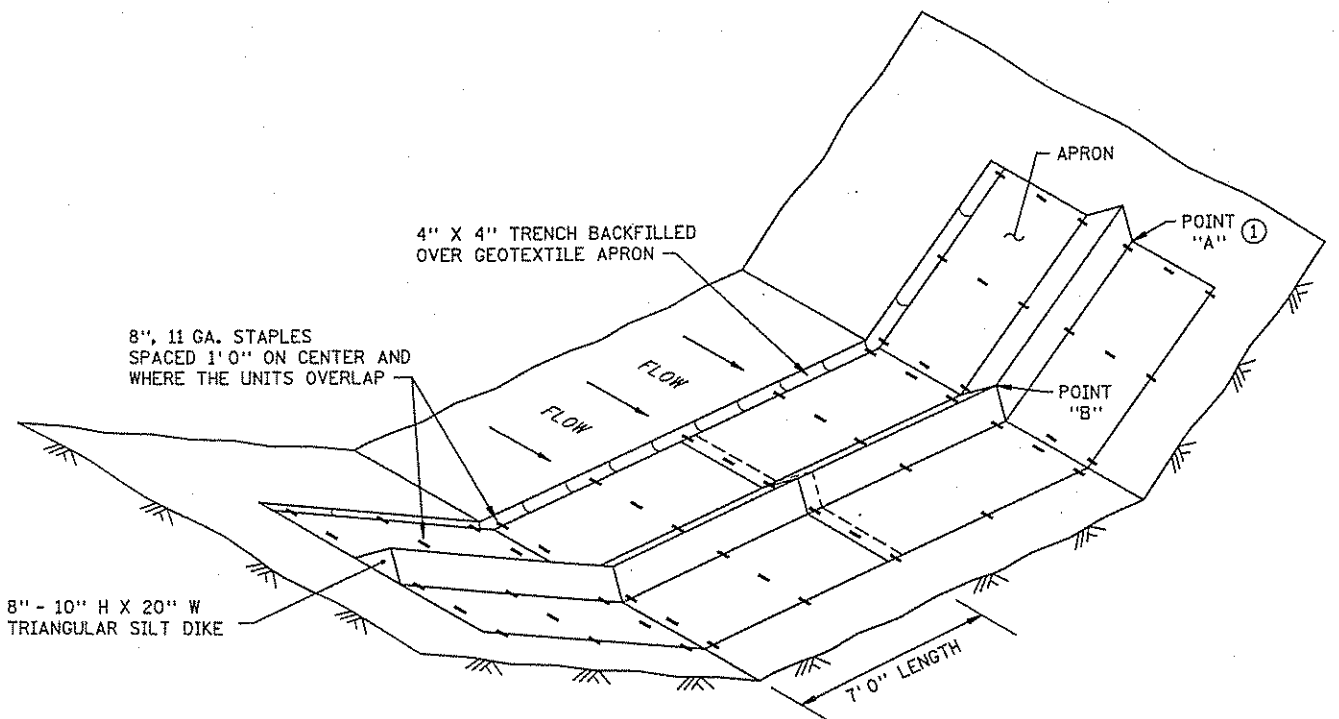 APRON
POINT "A" ①
4" X 4" TRENCH BACKFILLED
OVER GEOTEXTILE APRON
8", 11 GA. STAPLES
SPACED 1'0" ON CENTER AND
WHERE THE UNITS OVERLAP
FLOW
FLOW
POINT
"B"
8" - 10" H X 20" W
TRIANGULAR SILT DIKE
7'0" LENGTH